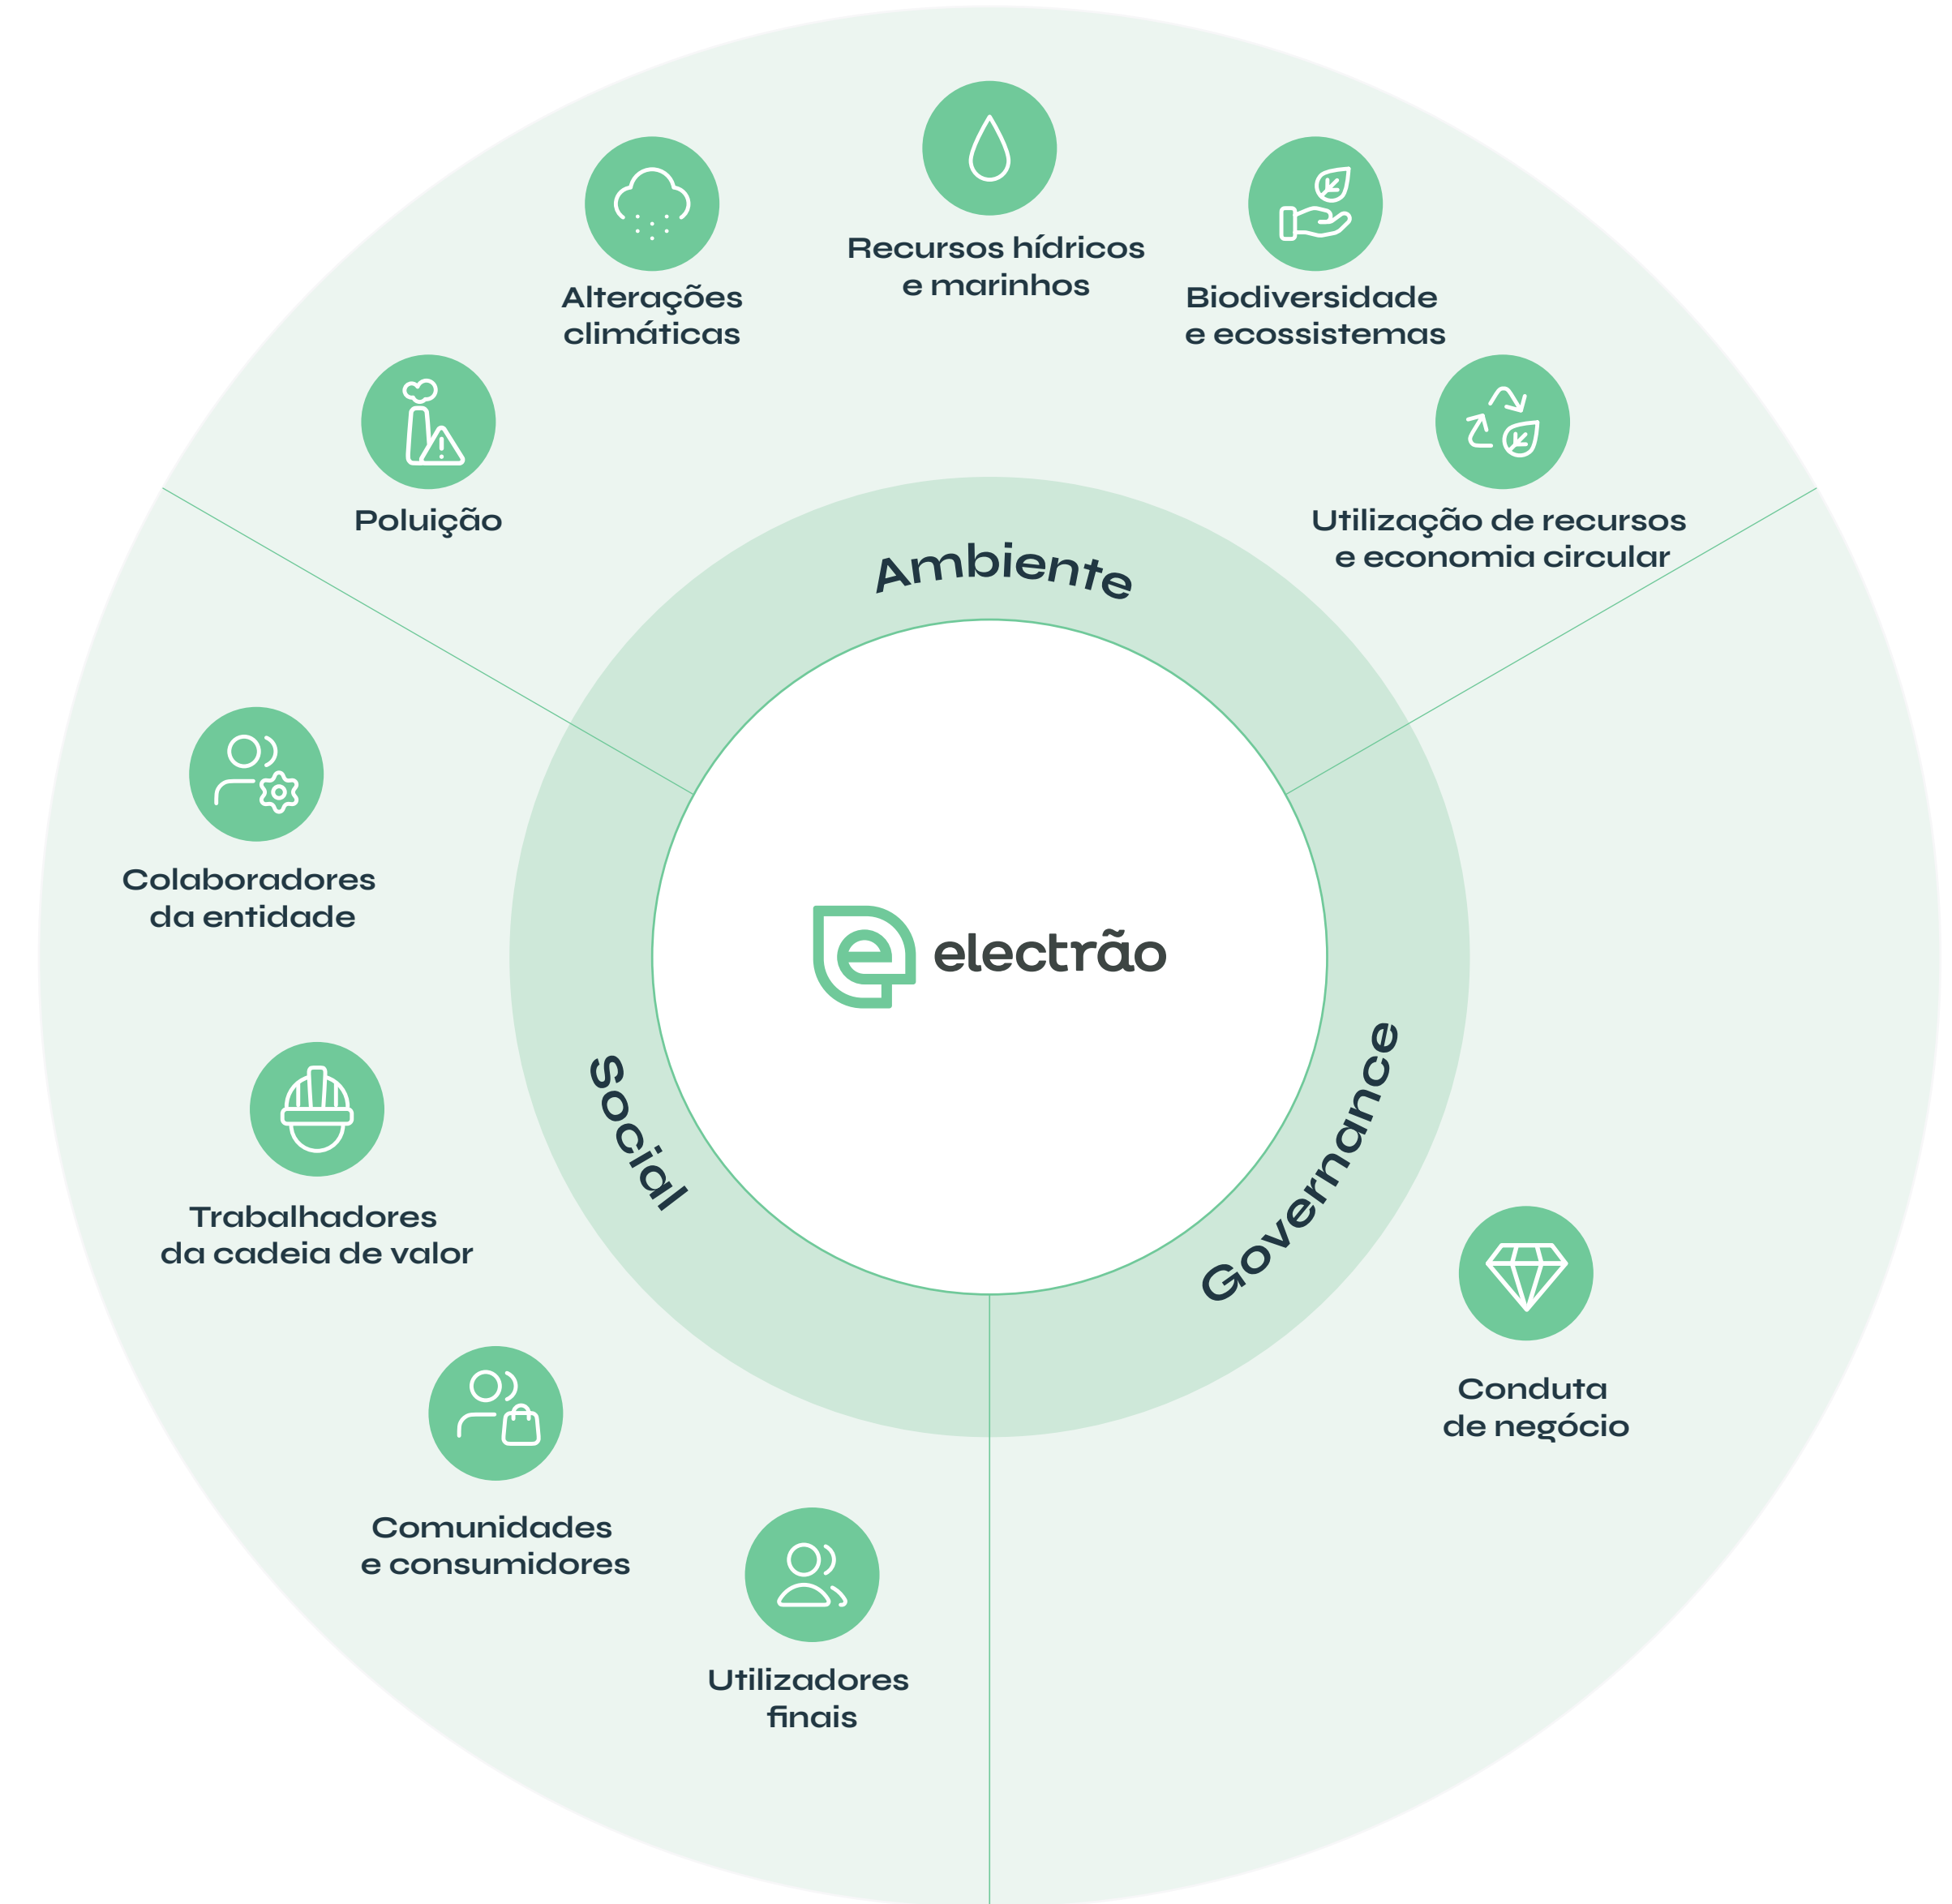 Recursos hídricos
e marinhos
Alterações
climáticas
Biodiversidade
e ecossistemas
Poluição
Utilização de recursos
e economia circular
Ambiente
Colaboradores
da entidade
electrão
Social
Governance
Trabalhadores
da cadeia de valor
Conduta
de negócio
Comunidades
e consumidores
Utilizadores
finais